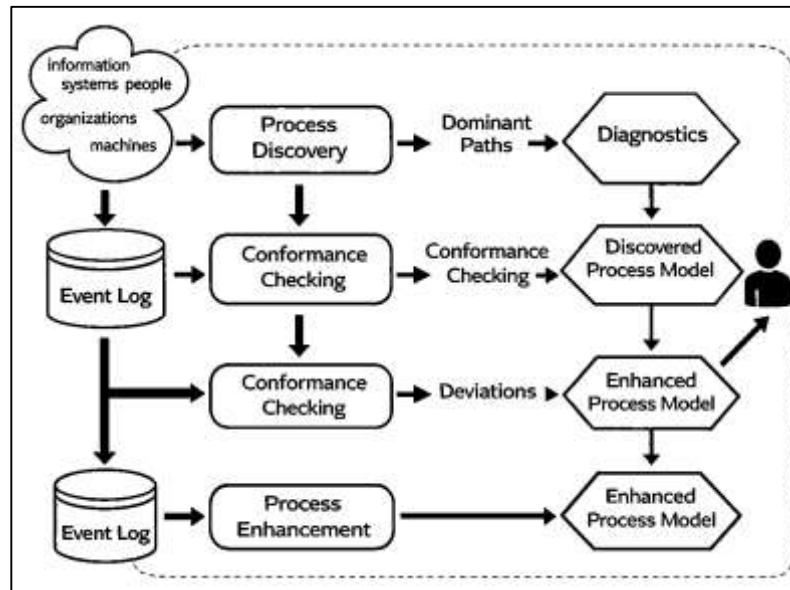 information
systems people
organizations
machines
Process
Discovery
Dominant
Paths
Diagnostics
Event Log
Conformance
Checking
Conformance
Checking
Discovered
Process Model
Conformance
Checking
Deviations
Enhanced
Process Model
Event Log
Process
Enhancement
Enhanced
Process Model